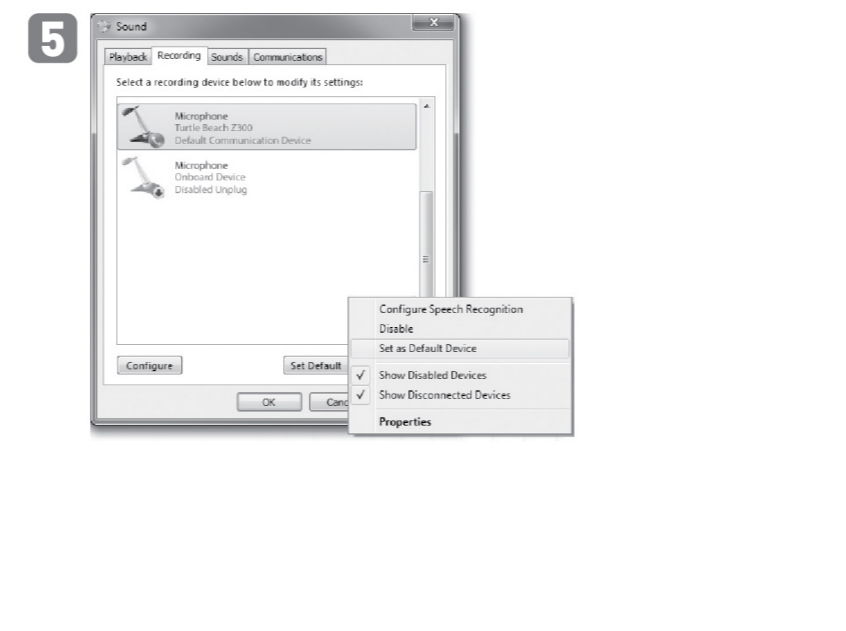 5
Sound
Playback Recording Sounds Communications
Select a recording device below to modify its settings:
Microphone
Turtle Beach Z300
Default Communication Device
Microphone
Onboard Device
Disabled Unplug
Configure Speech Recognition
Disable
Set as Default Device
Show Disabled Devices
Show Disconnected Devices
Properties
Configure
Set Default
OK
Canc